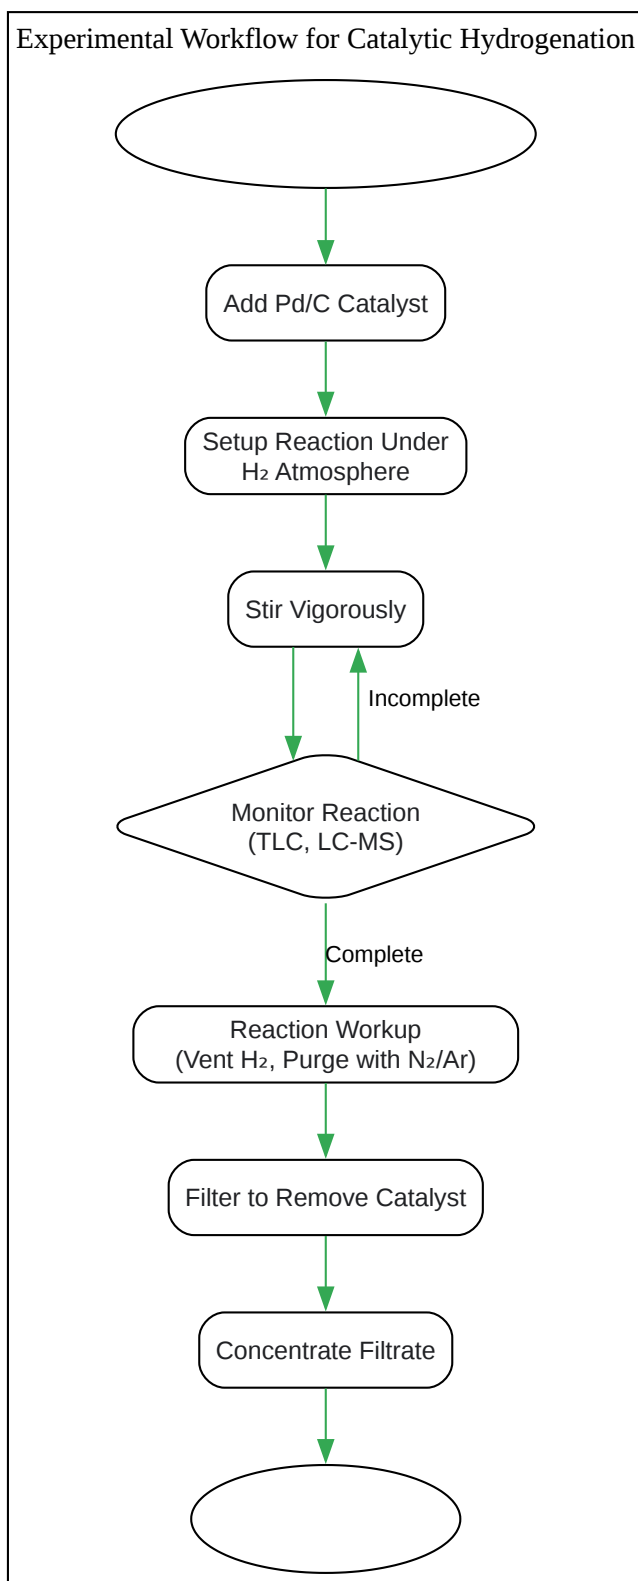 Experimental Workflow for Catalytic Hydrogenation
Add Pd/C Catalyst
Setup Reaction Under
H₂ Atmosphere
Stir Vigorously
Incomplete
Monitor Reaction
(TLC, LC-MS)
Complete
Reaction Workup
(Vent H₂, Purge with N₂/Ar)
Filter to Remove Catalyst
Concentrate Filtrate